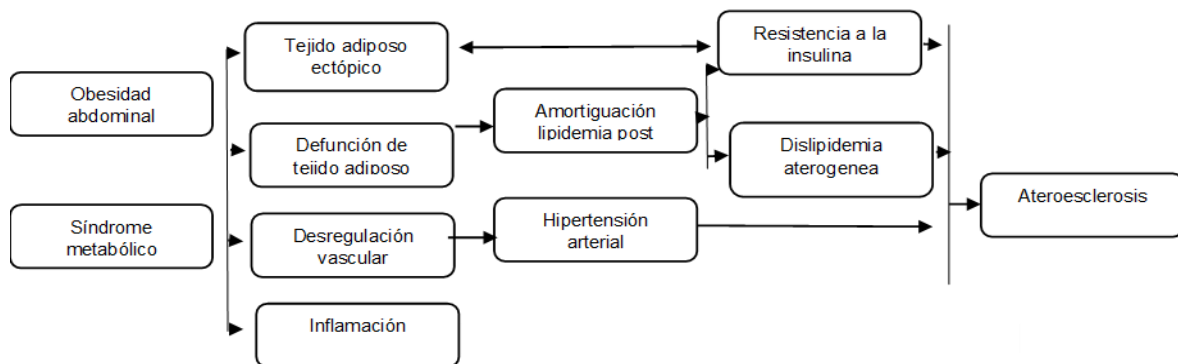 Obesidad
abdominal
Síndrome
metabólico
Tejido adiposo
ectópico
Defunción de
tejido adiposo
Desregulación
vascular
Inflamación
Amortiguación
lipidemia post
Hipertensión
arterial
Resistencia a la
insulina
Dislipidemia
aterogenea
Ateroesclerosis